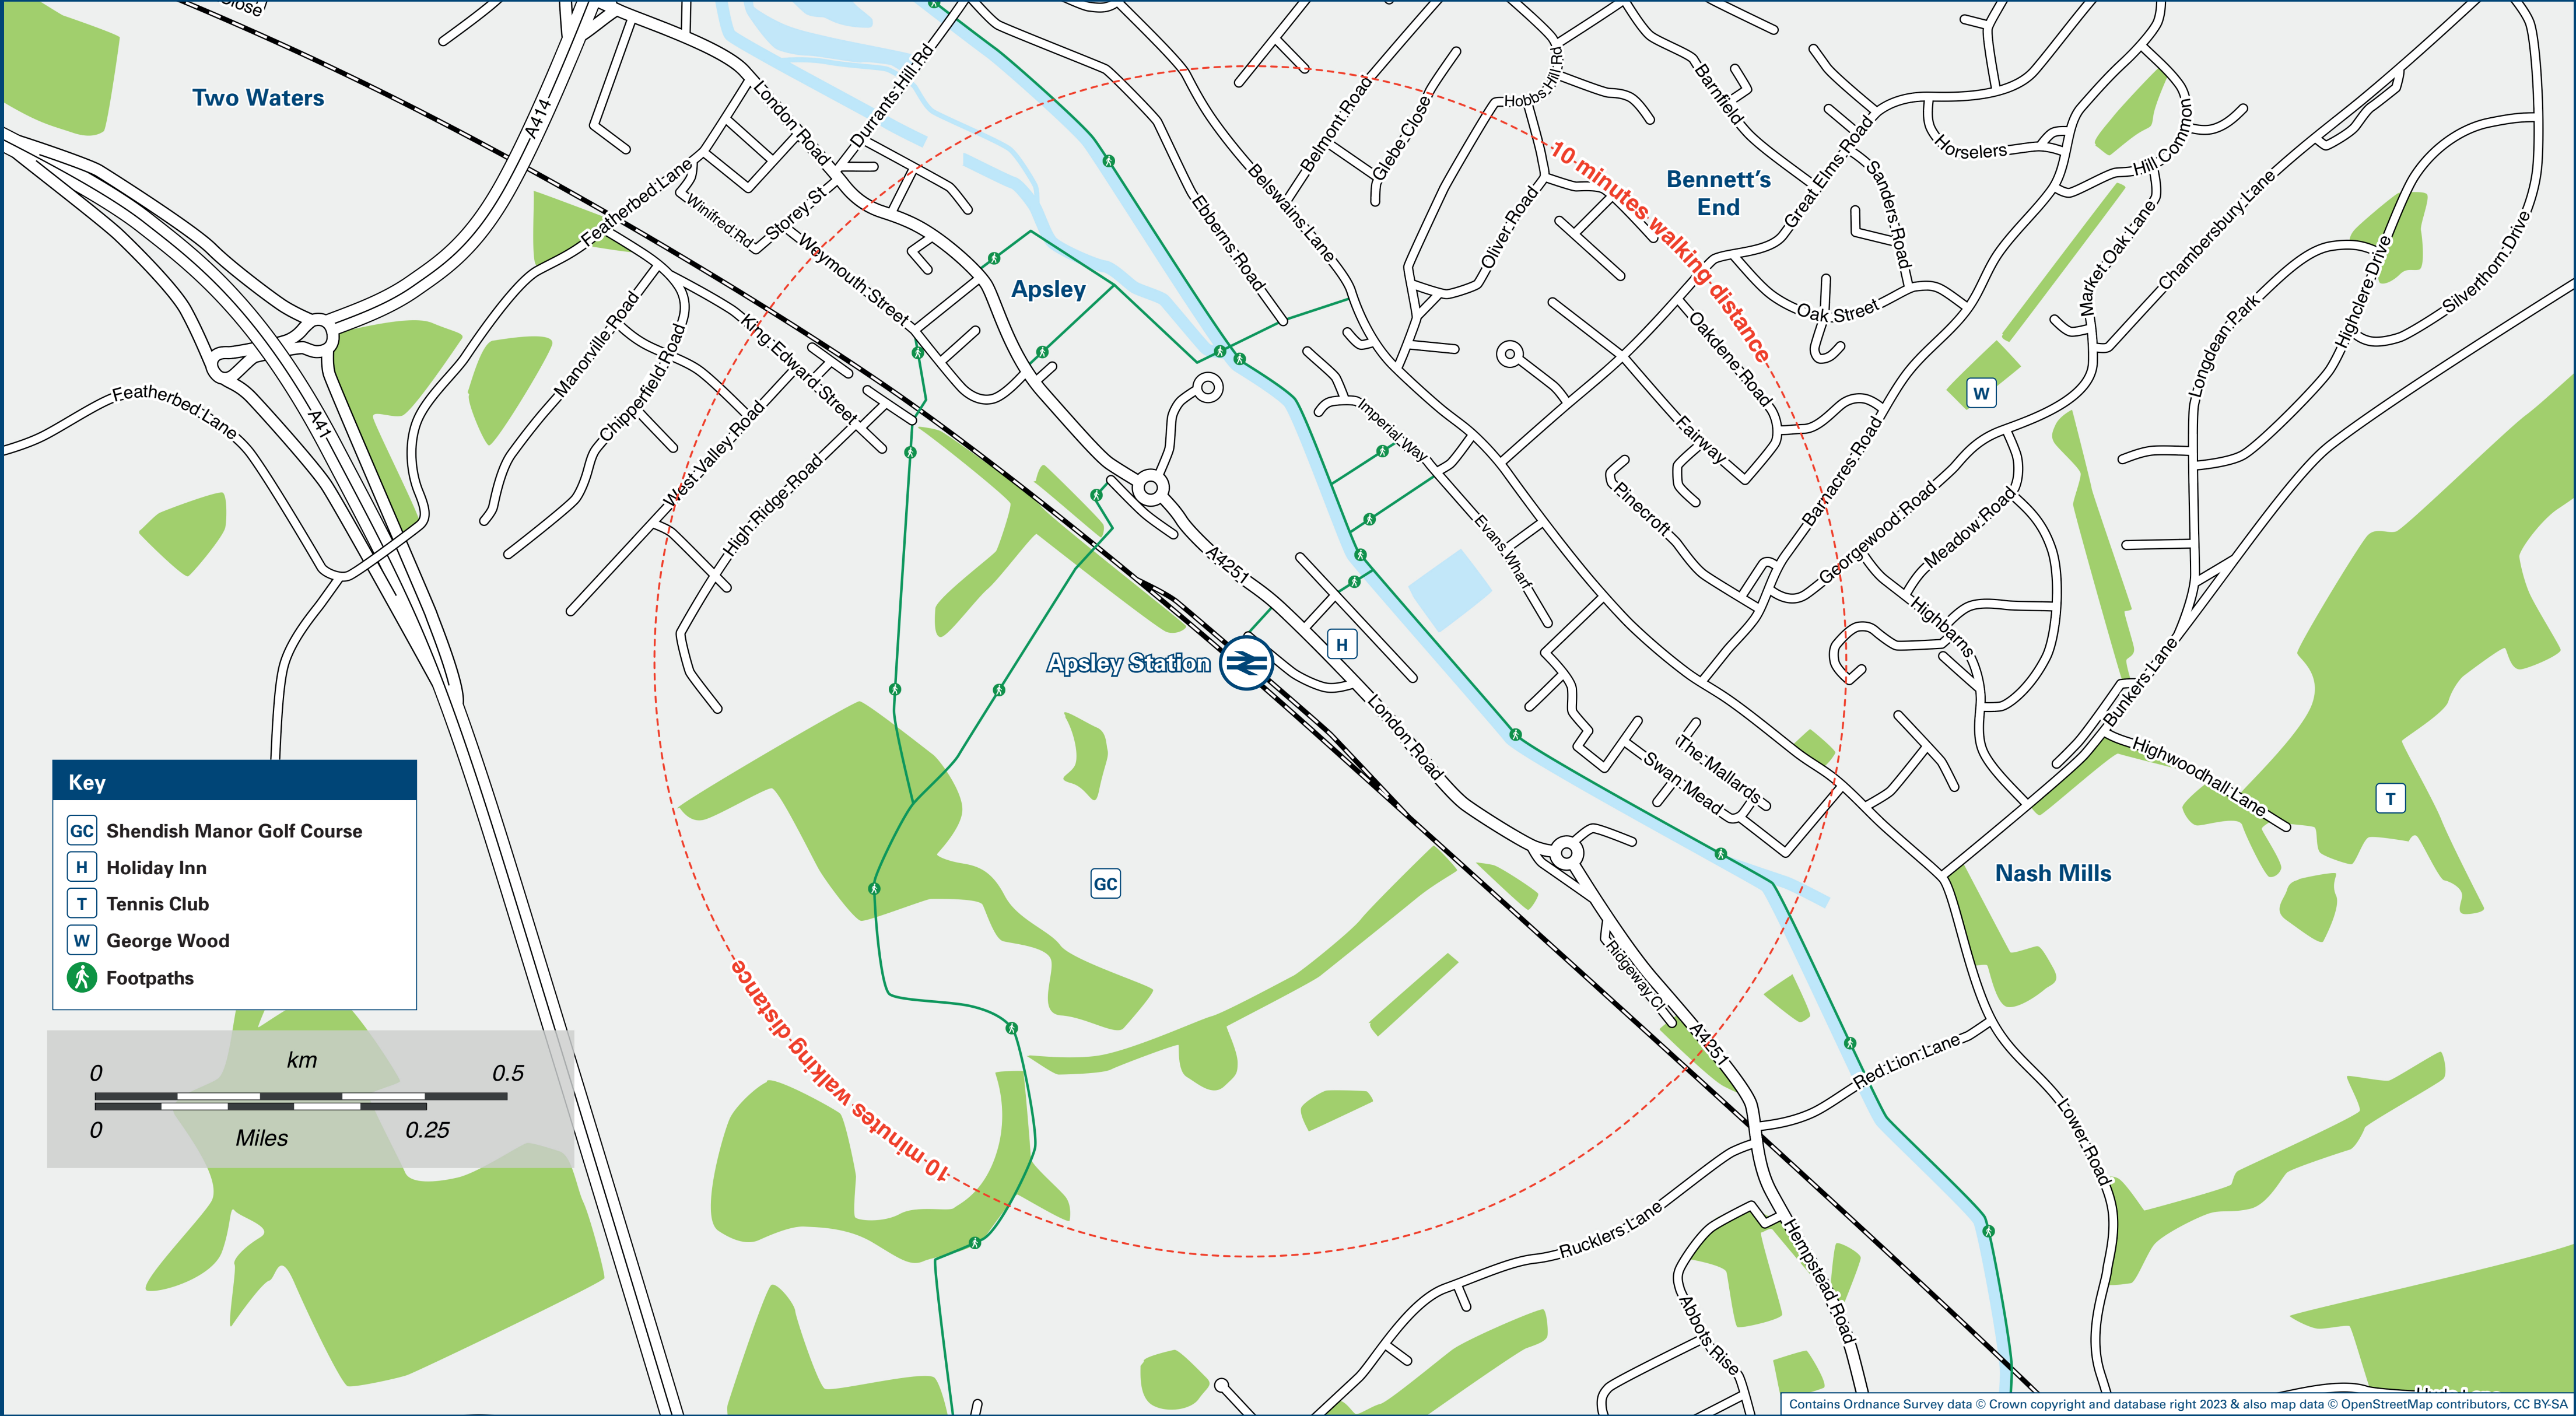 Close
Two Waters
A414
London Road
Durrants Hill Rd
Featherbed Lane
Winifred Rd
Storey St
Weymouth Street
Apsley
Ebberns Road
Belswains Lane
Belmont Road
Glebe Close
Hobbs Hill Rd
Oliver Road
10 minutes walking distance
Barnfield
Bennett's
End
Great Elms Road
Sanders Road
Horselers
Hill Common
Market Oak Lane
Chambersbury Lane
Longdean Park
Highclere Drive
Silverthorn Drive
Oak Street
Oakdene Road
Fairway
Barnacres Road
Pinecroft
Georgewood Road
Meadow Road
Highbarns
W
Manorville Road
Chipperfield Road
King Edward Street
West Valley Road
High Ridge Road
A41
Featherbed Lane
Imperial Way
Evans Wharf
A4251
H
Apsley Station
London Road
The Mallards
Swan Mead
Bunkers Lane
Highwoodhall Lane
T
Nash Mills
GC
Ridgeway Cl
A4251
Red Lion Lane
Lower Road
Rucklers Lane
Hempstead Road
Abbots Rise
10 minutes walking distance
Key
GC Shendish Manor Golf Course
H Holiday Inn
T Tennis Club
W George Wood
Footpaths
km
0 0.5
0 0.25
Miles
Contains Ordnance Survey data © Crown copyright and database right 2023 & also map data © OpenStreetMap contributors, CC BY-SA